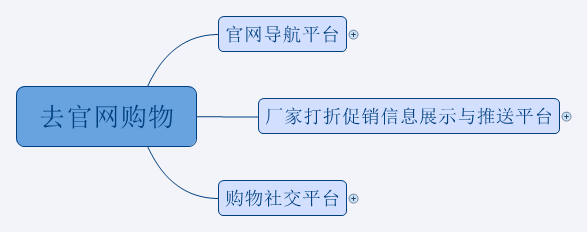 官网导航平台
去官网购物
厂家打折促销信息展示与推送平台
购物社交平台